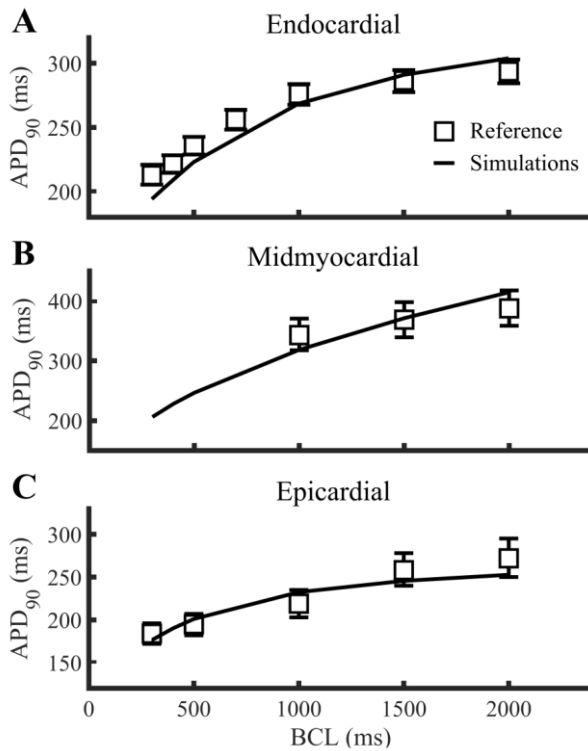 A
Endocardial
300
250
200
APD90 (ms)
Reference
Simulations
B
Midmyocardial
400
300
200
APD90 (ms)
C
Epicardial
300
250
200
150
APD90 (ms)
0 500 1000 1500 2000
BCL (ms)